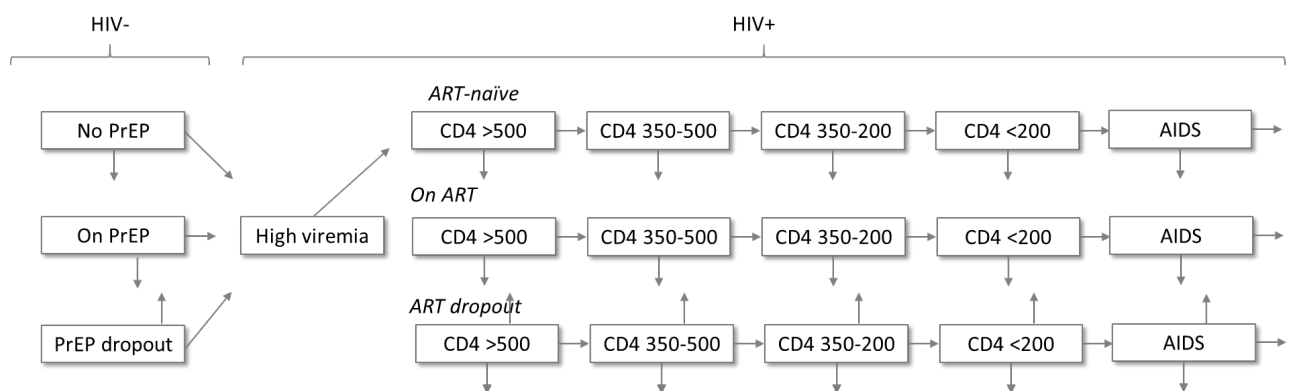 HIV-
HIV+
ART-naïve
No PrEP
CD4 >500
CD4 350-500
CD4 350-200
CD4 <200
AIDS
On ART
On PrEP
High viremia
CD4 >500
CD4 350-500
CD4 350-200
CD4 <200
AIDS
ART dropout
PrEP dropout
CD4 >500
CD4 350-500
CD4 350-200
CD4 <200
AIDS